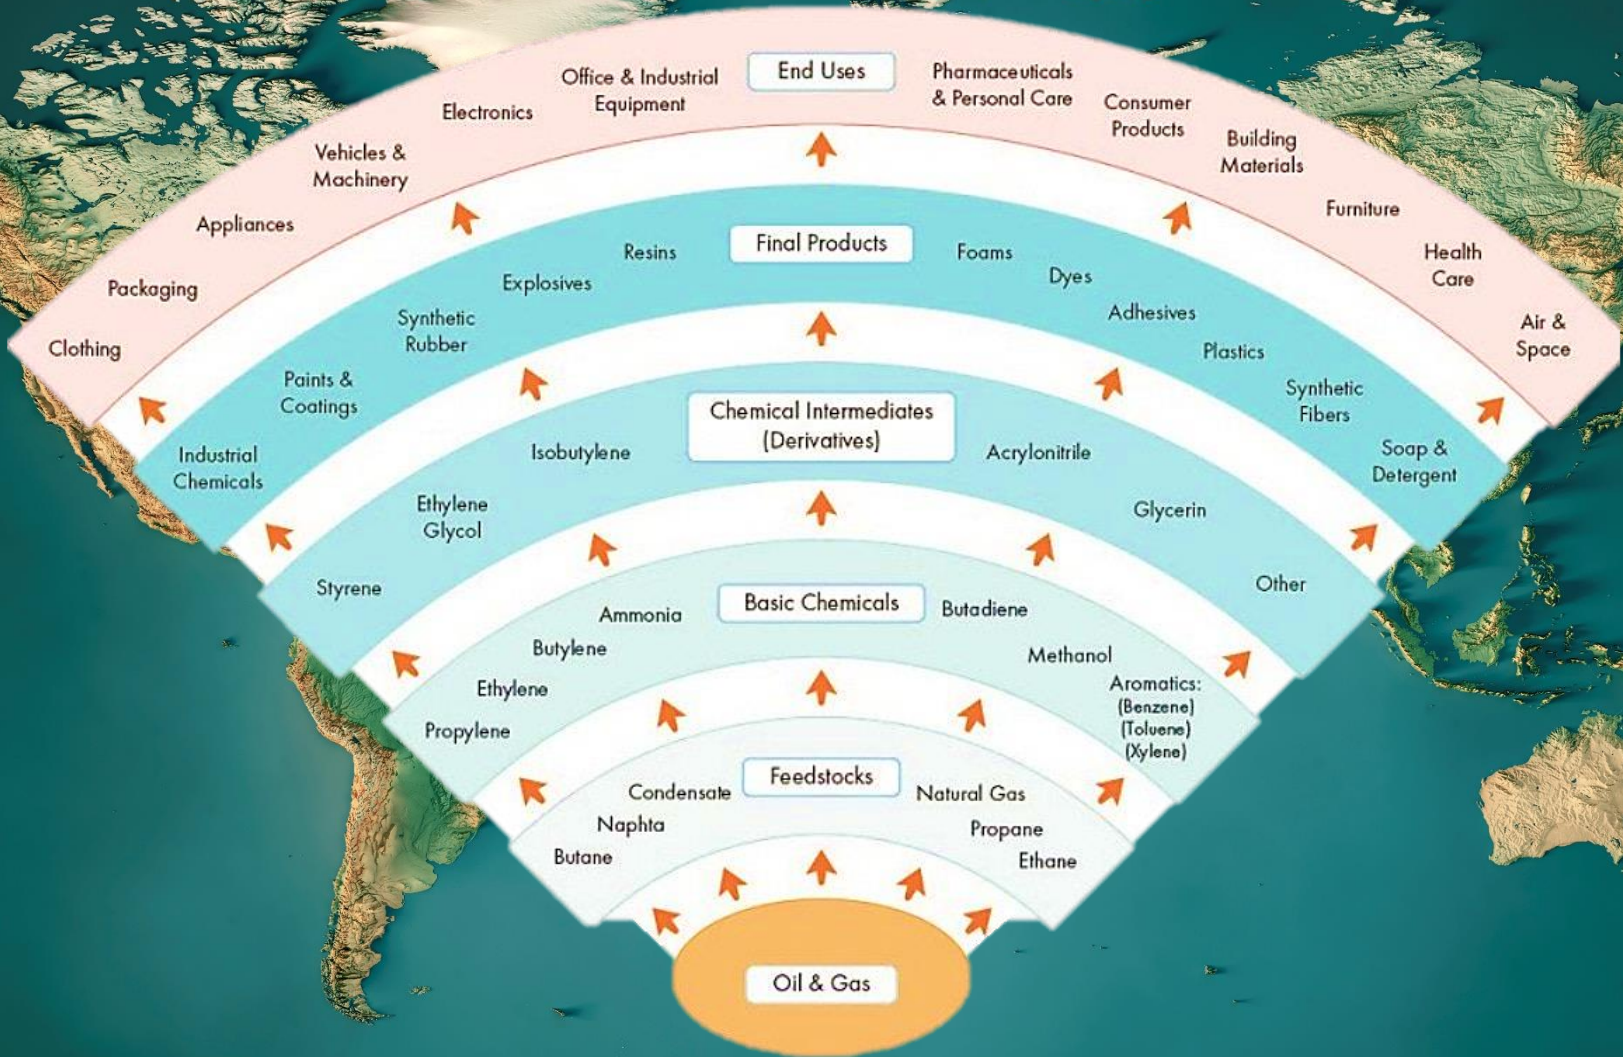 End Uses
Clothing
Packaging
Appliances
Vehicles &
Machinery
Electronics
Office & Industrial
Equipment
Pharmaceuticals
& Personal Care
Consumer
Products
Building
Materials
Furniture
Health
Care
Air &
Space
Final Products
Industrial
Chemicals
Paints &
Coatings
Synthetic
Rubber
Explosives
Resins
Foams
Dyes
Adhesives
Plastics
Synthetic
Fibers
Soap &
Detergent
Chemical Intermediates
(Derivatives)
Styrene
Ethylene
Glycol
Isobutylene
Acrylonitrile
Glycerin
Other
Basic Chemicals
Propylene
Ethylene
Butylene
Ammonia
Butadiene
Methanol
Aromatics:
(Benzene)
(Toluene)
(Xylene)
Feedstocks
Butane
Naphta
Condensate
Natural Gas
Propane
Ethane
Oil & Gas